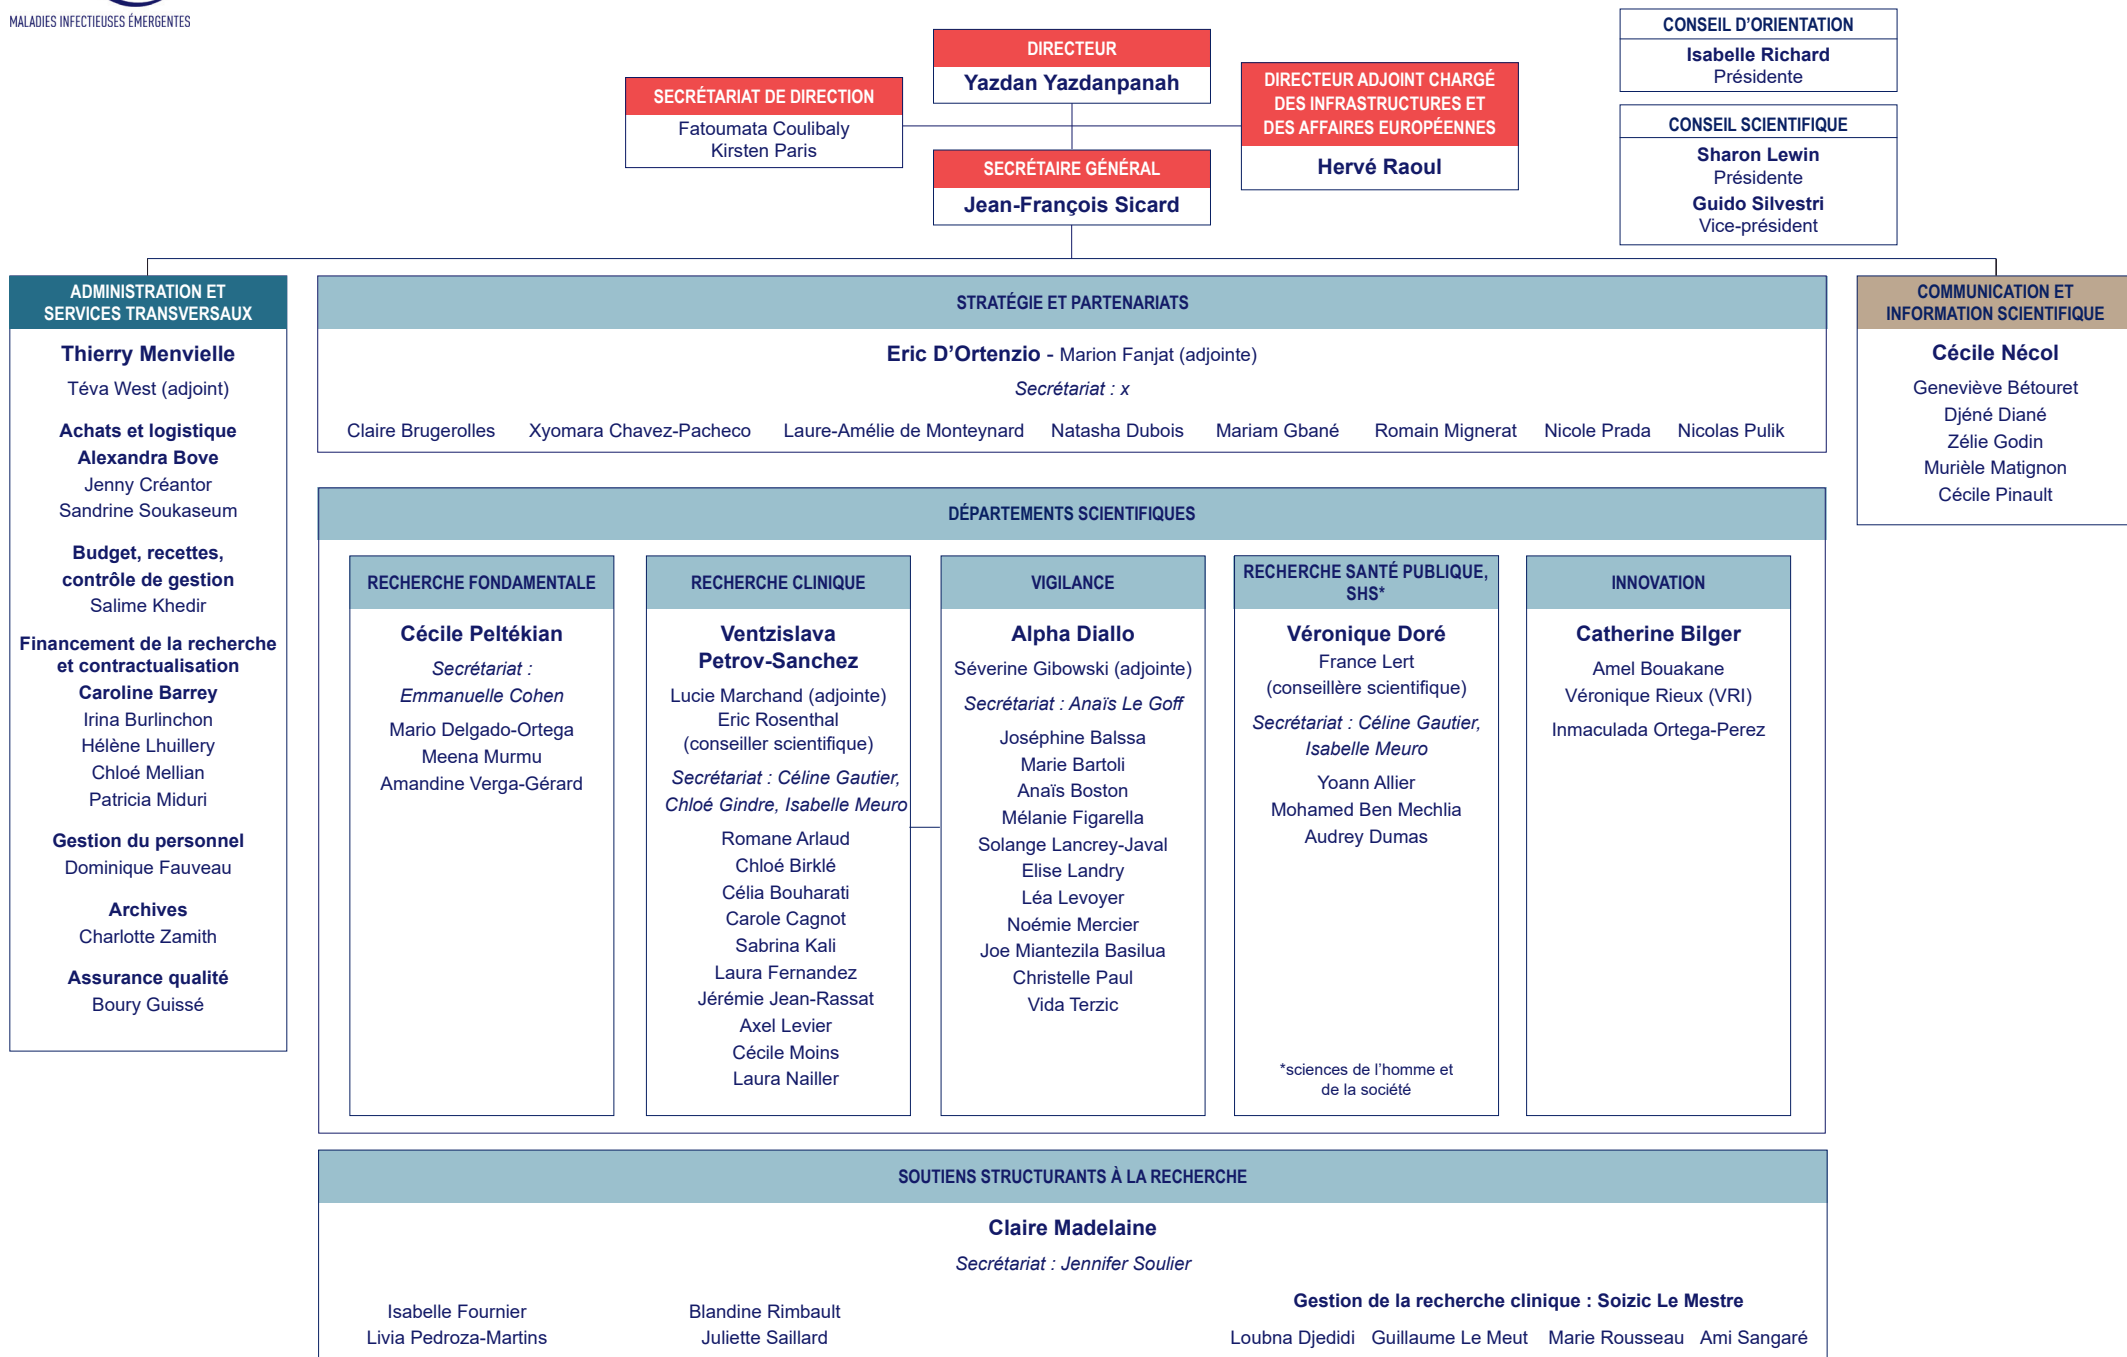 MALADIES INFECTIEUSES ÉMERGENTES
DIRECTEUR
Yazdan Yazdanpanah
SECRÉTARIAT DE DIRECTION
Fatoumata Coulibaly
Kirsten Paris
DIRECTEUR ADJOINT CHARGÉ
DES INFRASTRUCTURES ET
DES AFFAIRES EUROPÉENNES
Hervé Raoul
SECRÉTAIRE GÉNÉRAL
Jean-François Sicard
CONSEIL D'ORIENTATION
Isabelle Richard
Présidente
CONSEIL SCIENTIFIQUE
Sharon Lewin
Présidente
Guido Silvestri
Vice-président
ADMINISTRATION ET
SERVICES TRANSVERSAUX
Thierry Menvielle
Téva West (adjoint)
Achats et logistique
Alexandra Bove
Jenny Créantor
Sandrine Soukaseum
Budget, recettes,
contrôle de gestion
Salime Khedir
Financement de la recherche
et contractualisation
Caroline Barrey
Irina Burlinchon
Hélène Lhuillery
Chloé Mellian
Patricia Miduri
Gestion du personnel
Dominique Fauveau
Archives
Charlotte Zamith
Assurance qualité
Boury Guissé
STRATÉGIE ET PARTENARIATS
Eric D'Ortenzio - Marion Fanjat (adjointe)
Secrétariat : x
Claire Brugerolles Xyomara Chavez-Pacheco Laure-Amélie de Monteynard Natasha Dubois Mariam Gbané Romain Mignerat Nicole Prada Nicolas Pulik
COMMUNICATION ET
INFORMATION SCIENTIFIQUE
Cécile Nécol
Geneviève Bétouret
Djéné Diané
Zélie Godin
Murièle Matignon
Cécile Pinault
DÉPARTEMENTS SCIENTIFIQUES
RECHERCHE FONDAMENTALE
Cécile Peltékian
Secrétariat :
Emmanuelle Cohen
Mario Delgado-Ortega
Meena Murmu
Amandine Verga-Gérard
RECHERCHE CLINIQUE
Ventzislava
Petrov-Sanchez
Lucie Marchand (adjointe)
Eric Rosenthal
(conseiller scientifique)
Secrétariat : Céline Gautier,
Chloé Gindre, Isabelle Meuro
Romane Arlaud
Chloé Birklé
Célia Bouharati
Carole Cagnot
Sabrina Kali
Laura Fernandez
Jérémie Jean-Rassat
Axel Levier
Cécile Moins
Laura Nailler
VIGILANCE
Alpha Diallo
Séverine Gibowski (adjointe)
Secrétariat : Anaïs Le Goff
Joséphine Balssa
Marie Bartoli
Anaïs Boston
Mélanie Figarella
Solange Lancrey-Javal
Elise Landry
Léa Levoyer
Noémie Mercier
Joe Miantezila Basilua
Christelle Paul
Vida Terzic
RECHERCHE SANTÉ PUBLIQUE,
SHS*
Véronique Doré
France Lert
(conseillère scientifique)
Secrétariat : Céline Gautier,
Isabelle Meuro
Yoann Allier
Mohamed Ben Mechlia
Audrey Dumas
*sciences de l'homme et
de la société
INNOVATION
Catherine Bilger
Amel Bouakane
Véronique Rieux (VRI)
Inmaculada Ortega-Perez
SOUTIENS STRUCTURANTS À LA RECHERCHE
Claire Madelaine
Secrétariat : Jennifer Soulier
Isabelle Fournier
Livia Pedroza-Martins
Blandine Rimbault
Juliette Saillard
Gestion de la recherche clinique : Soizic Le Mestre
Loubna Djedidi Guillaume Le Meut Marie Rousseau Ami Sangaré